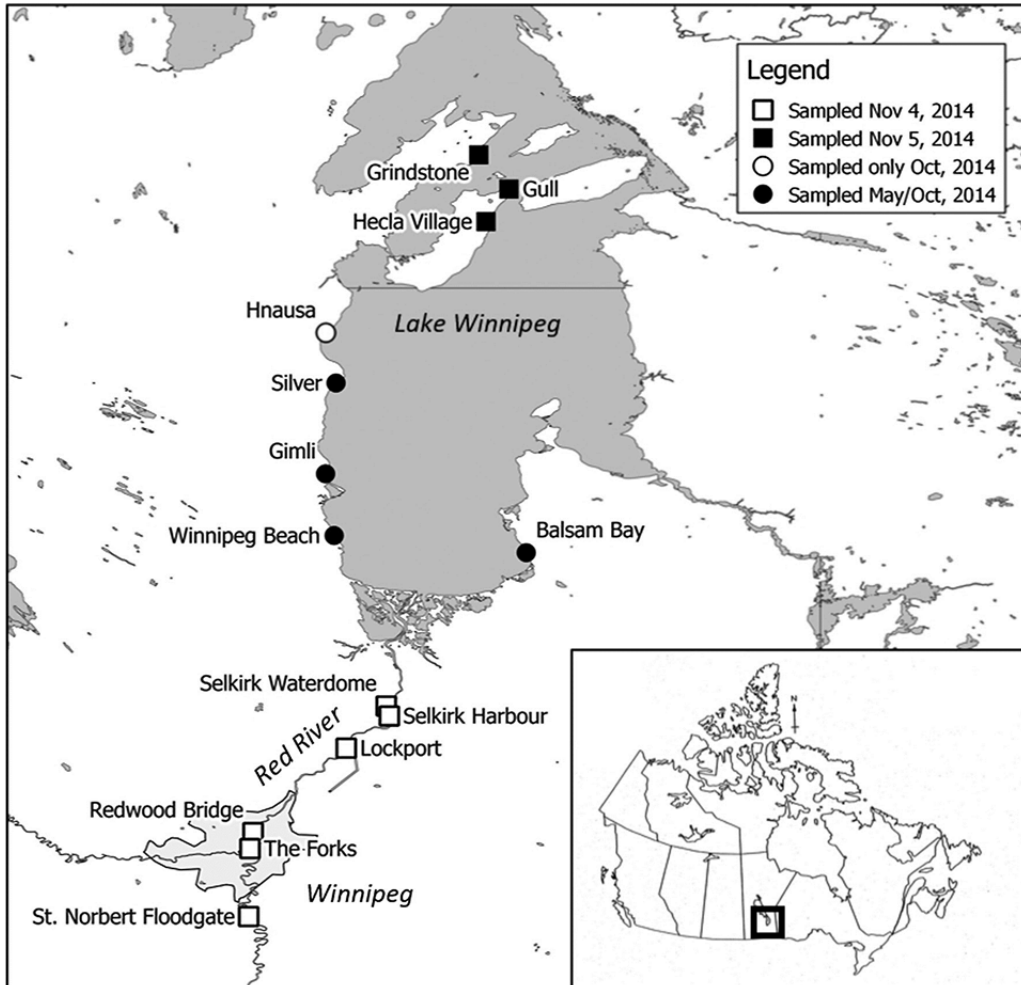 Legend
Sampled Nov 4, 2014
Sampled Nov 5, 2014
Sampled only Oct, 2014
Sampled May/Oct, 2014
Grindstone
Gull
Hecla Village
Hnausa
Lake Winnipeg
Silver
Gimli
Winnipeg Beach
Balsam Bay
Selkirk Waterdome
Selkirk Harbour
Red River
Lockport
Redwood Bridge
The Forks
Winnipeg
St. Norbert Floodgate
N